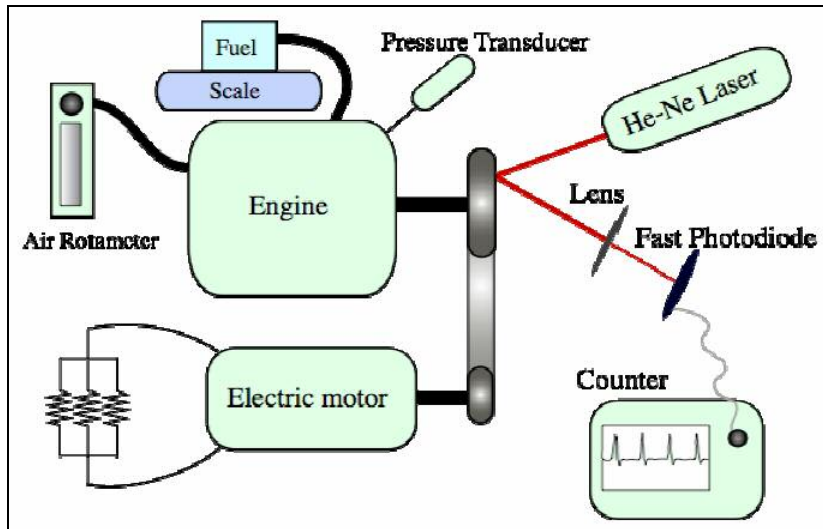 Fuel
Scale
Pressure Transducer
He-Ne Laser
Engine
Lens
Air Rotameter
Fast Photodiode
Electric motor
Counter